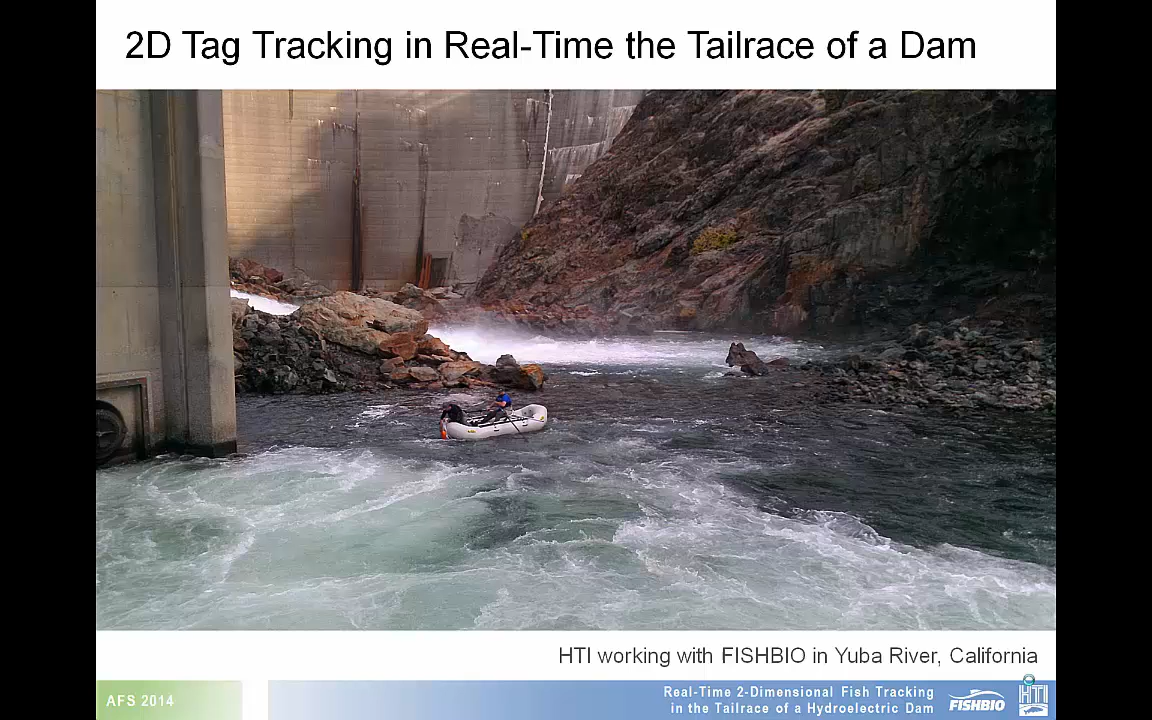 2D Tag Tracking in Real-Time the Tailrace of a Dam
HTI working with FISHBIO in Yuba River, California
AFS 2014
Real-Time 2-Dimensional Fish Tracking
in the Tailrace of a Hydroelectric Dam
FISHBIO
HTI